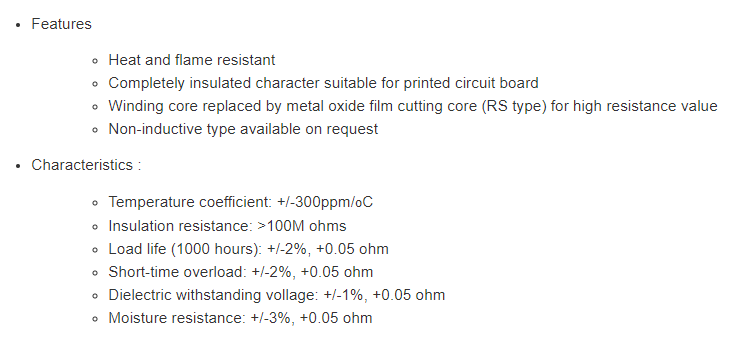 Features
Heat and flame resistant
Completely insulated character suitable for printed circuit board
Winding core replaced by metal oxide film cutting core (RS type) for high resistance value
Non-inductive type available on request
Characteristics :
Temperature coefficient: +/-300ppm/oC
Insulation resistance: >100M ohms
Load life (1000 hours): +/-2%, +0.05 ohm
Short-time overload: +/-2%, +0.05 ohm
Dielectric withstanding vollage: +/-1%, +0.05 ohm
Moisture resistance: +/-3%, +0.05 ohm